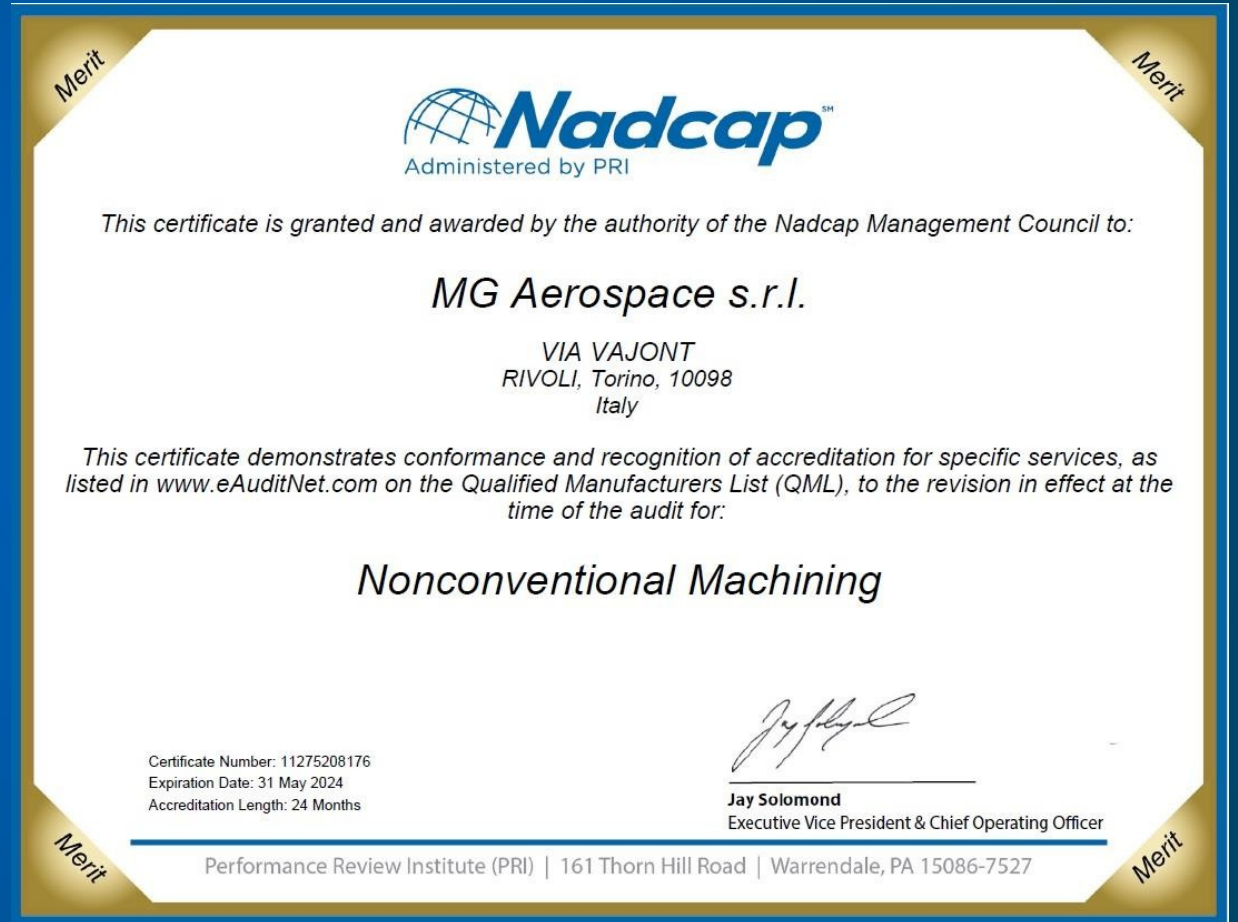 Merit
Merit
Nadcap℠
Administered by PRI
This certificate is granted and awarded by the authority of the Nadcap Management Council to:
MG Aerospace s.r.l.
VIA VAJONT
RIVOLI, Torino, 10098
Italy
This certificate demonstrates conformance and recognition of accreditation for specific services, as
listed in www.eAuditNet.com on the Qualified Manufacturers List (QML), to the revision in effect at the
time of the audit for:
Nonconventional Machining
Certificate Number: 11275208176
Expiration Date: 31 May 2024
Accreditation Length: 24 Months
Jay Solomond
Executive Vice President & Chief Operating Officer
Merit
Performance Review Institute (PRI) | 161 Thorn Hill Road | Warrendale, PA 15086-7527
Merit